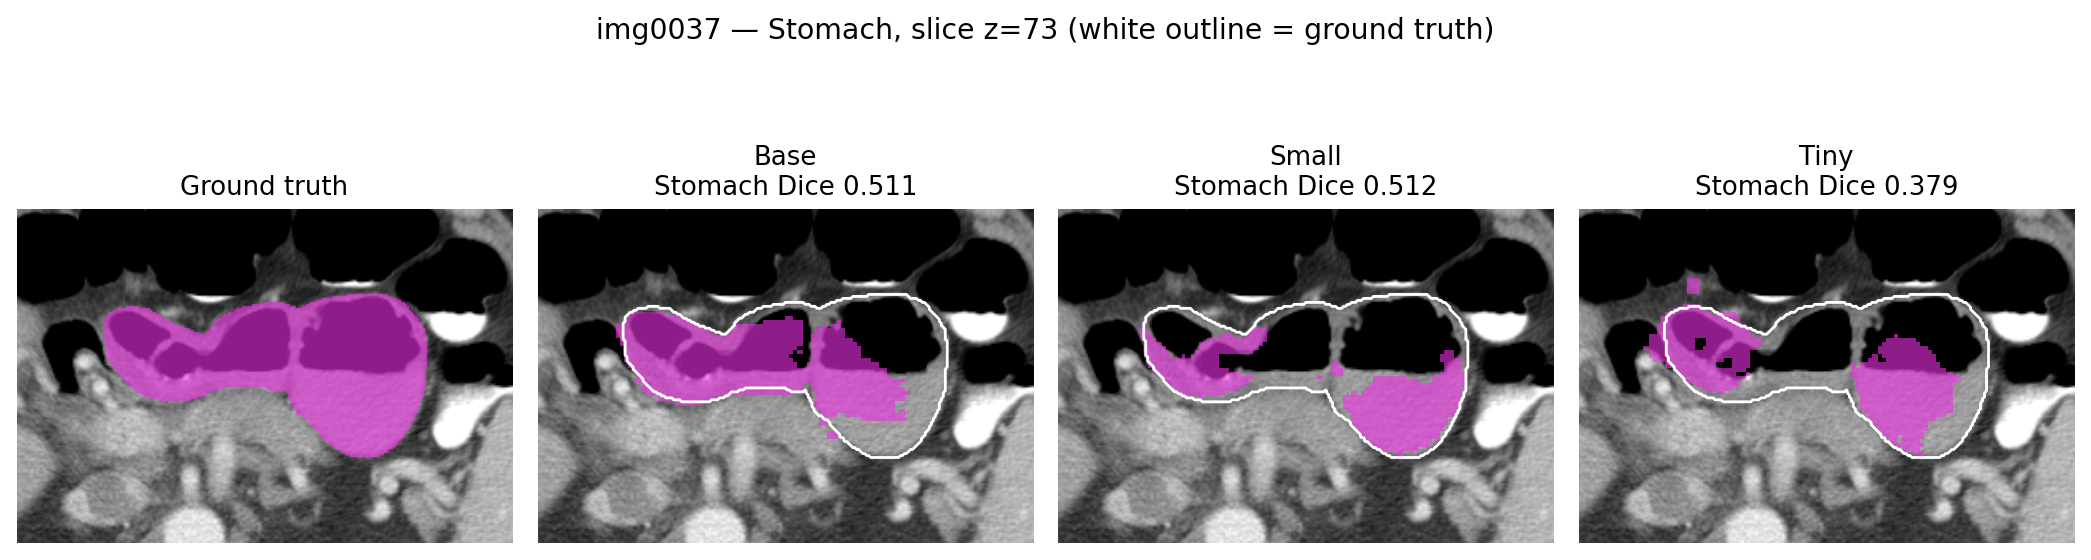 img0037 — Stomach, slice z=73 (white outline = ground truth)
Ground truth
Base
Stomach Dice 0.511
Small
Stomach Dice 0.512
Tiny
Stomach Dice 0.379